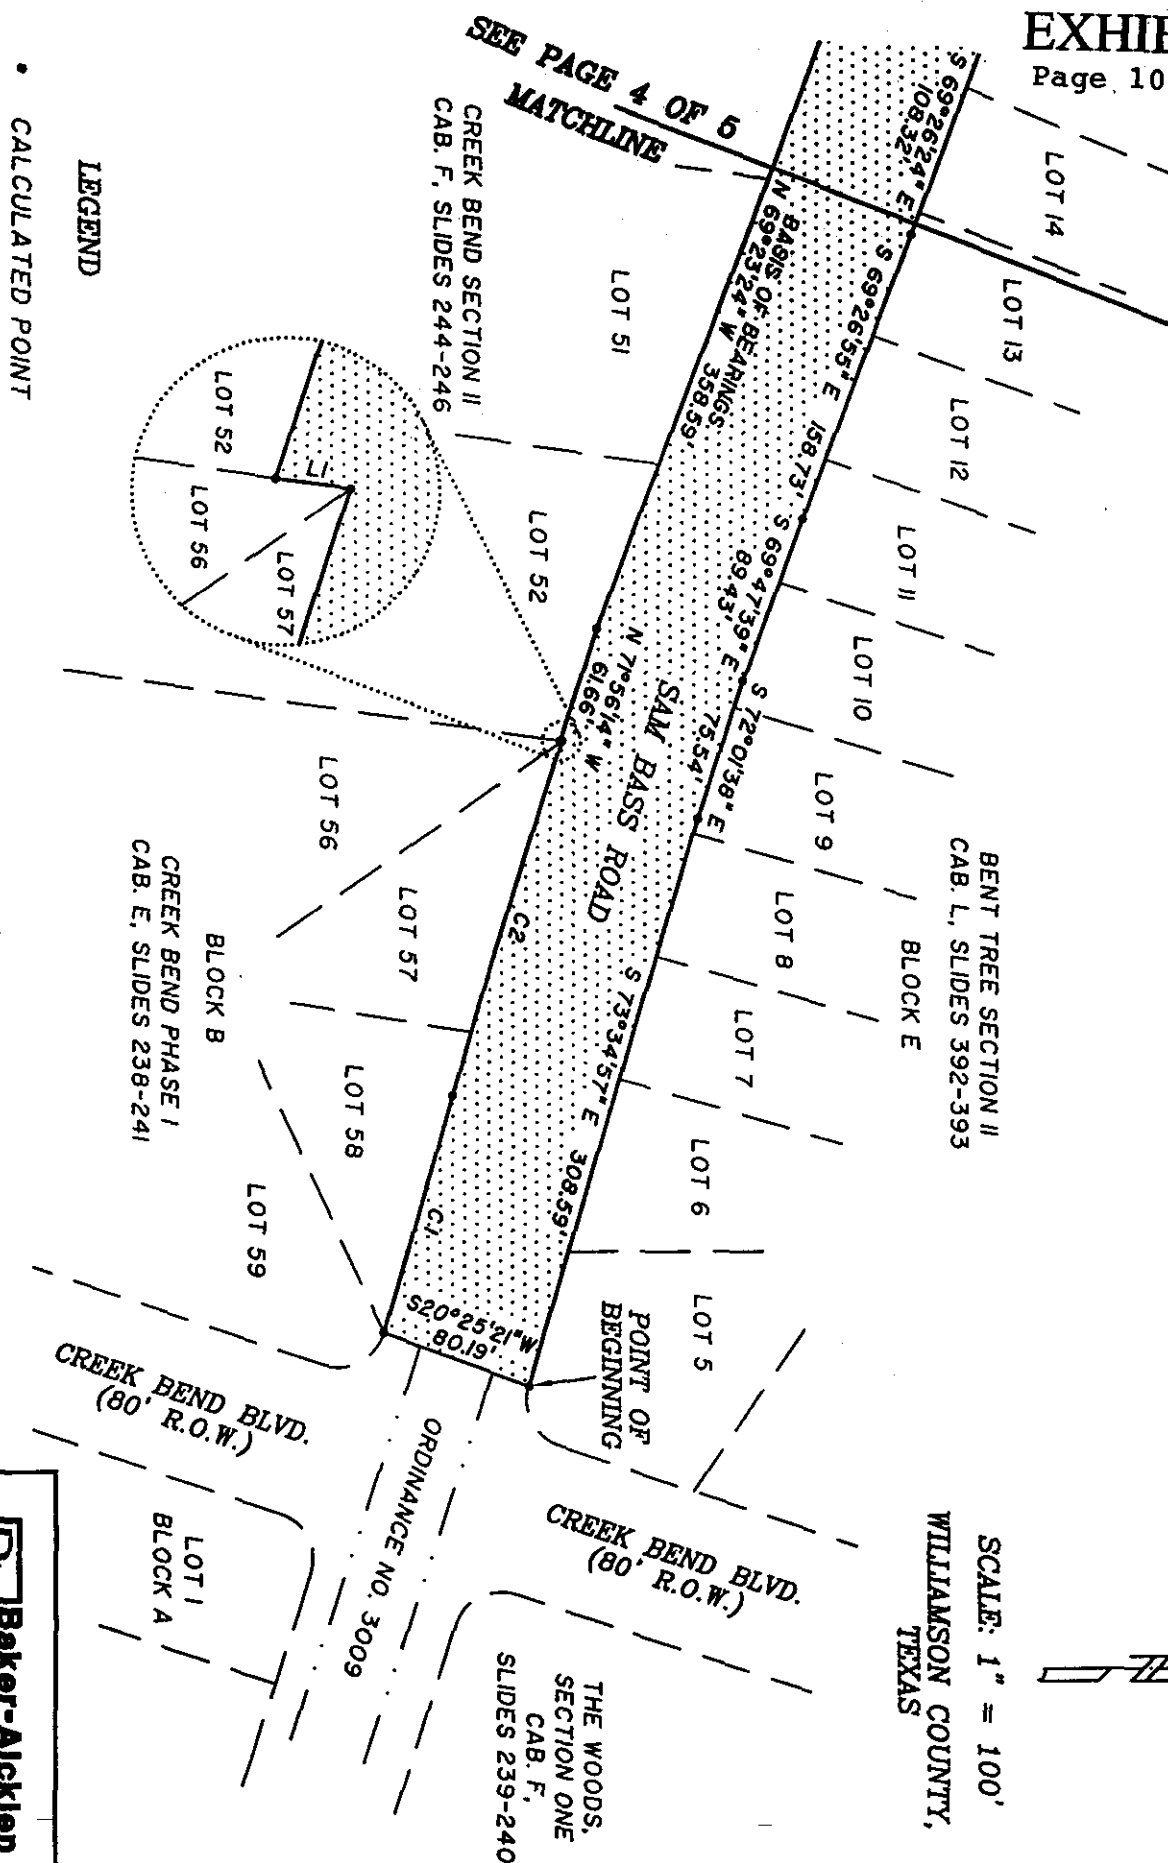 EXHIB
Page 10
SEE PAGE 4 OF 5
MATCHLINE
S 69°26'24" E
108.32'
LOT 14
S 69°26'55" E 158.73'
LOT 13
LOT 12
S 69°47'39" E
89.43'
LOT 11
LOT 10
S 72°01'38" E
75.54'
LOT 9
LOT 8
LOT 7
S 73°34'57" E 308.59'
LOT 6
LOT 5
BENT TREE SECTION II
CAB. L, SLIDES 392-393
BLOCK E
BASIS OF BEARINGS
N 69°23'24" W 358.59'
SAM BASS ROAD
N 71°56'14" W
61.66'
C2
C1
S20°25'21"W
80.19'
POINT OF
BEGINNING
CREEK BEND SECTION II
CAB. F, SLIDES 244-246
LOT 51
LOT 52
LOT 52
L1
LOT 56
LOT 57
LOT 56
LOT 57
LOT 58
LOT 59
BLOCK B
CREEK BEND PHASE I
CAB. E, SLIDES 238-241
LEGEND
• CALCULATED POINT
CREEK BEND BLVD.
(80' R.O.W.)
CREEK BEND BLVD.
(80' R.O.W.)
ORDINANCE NO. 3009
LOT 1
BLOCK A
THE WOODS,
SECTION ONE
CAB. F,
SLIDES 239-240
SCALE: 1" = 100'
WILLIAMSON COUNTY,
TEXAS
Baker-Aicklen